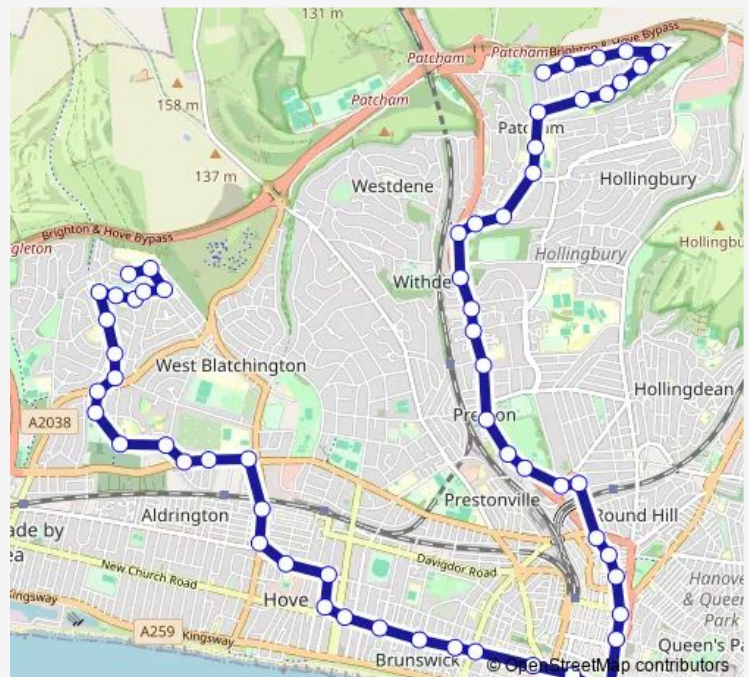 131 m
Patcham
Patcham
Brighton & Hove Bypass
158 m
Patcham
137 m
Westdene
Hollingbury
Brighton & Hove Bypass
gleton
Hollingbury
Hollingbu
Withde
West Blatchington
Hollingdean
A2038
Prestonville
Aldrington
Round Hill
ade by
ea
Davigdor Road
New Church Road
Hanove
& Queen
Park
ingsway
Hove
A259
Kingsway
Brunswick
Queen's Pa
© OpenStreetMap contributors